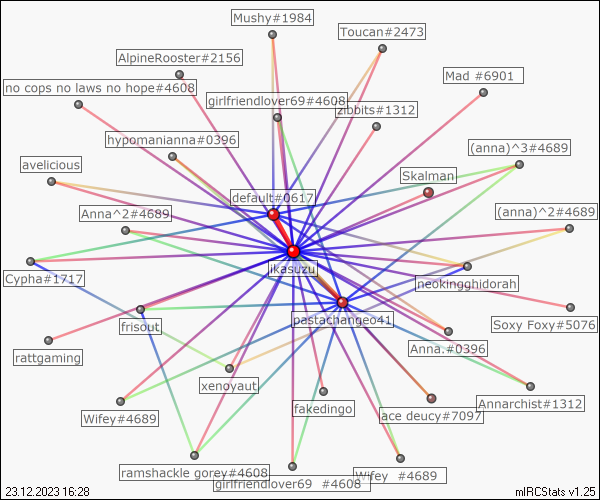 Mushy#1984
Toucan#2473
AlpineRooster#2156
Mad #6901
no cops no laws no hope#4608
girlfriendlover69#4608
zibbits#1312
hypomanianna#0396
(anna)^3#4689
avelicious
Skalman
default#0617
Anna^2#4689
(anna)^2#4689
ikasuzu
Cypha#1717
neokingghidorah
pastachangeo41
Soxy Foxy#5076
frisout
Anna.#0396
rattgaming
xenoyaut
fakedingo
Annarchist#1312
Wifey#4689
ace deucy#7097
ramshackle gorey#4608
Wifey #4689
girlfriendlover69 #4608
23.12.2023 16:28
mIRCStats v1.25